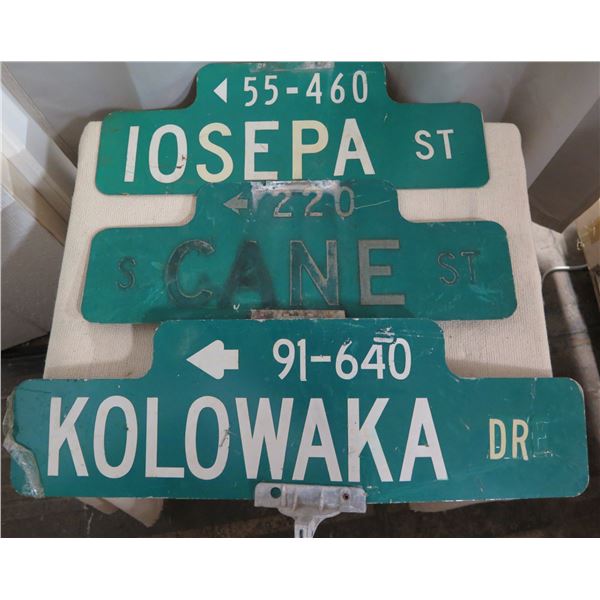 ◀ 55-460
IOSEPA ST
← 220
S CANE ST
← 91-640
KOLOWAKA DR